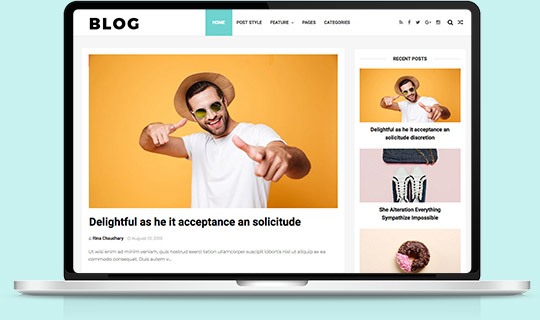 BLOG
HOME POST STYLE FEATURE PAGES CATEGORIES
RECENT POSTS
Delightful as he it acceptance an
solicitude discretion
She Alteration Everything
Sympathize Impossible
Delightful as he it acceptance an solicitude
Rina Chaudhary August 19, 2019
Ut wisi enim ad minim veniam, quis nostrud exerci tation ullamcorper suscipit lobortis nisl ut aliquip ex ea
commodo consequat. Duis autem v...